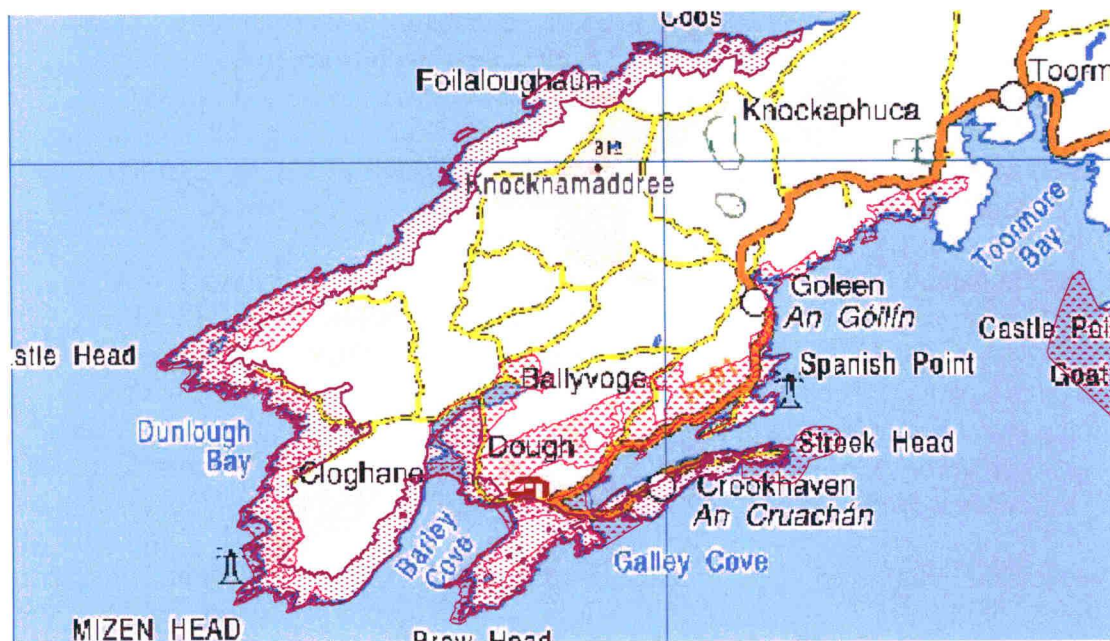 Coos
Foilaloughaun
Toorm
Knockaphuca
Knocknamaddree
Toormore
Bay
Goleen
An Góilín
Castle Poi
Goat
stle Head
Ballyvoge
Spanish Point
Dunlough
Bay
Dough
Streek Head
Cloghane
Crookhaven
An Cruachán
Barley
Cove
Galley Cove
MIZEN HEAD
Brow Head